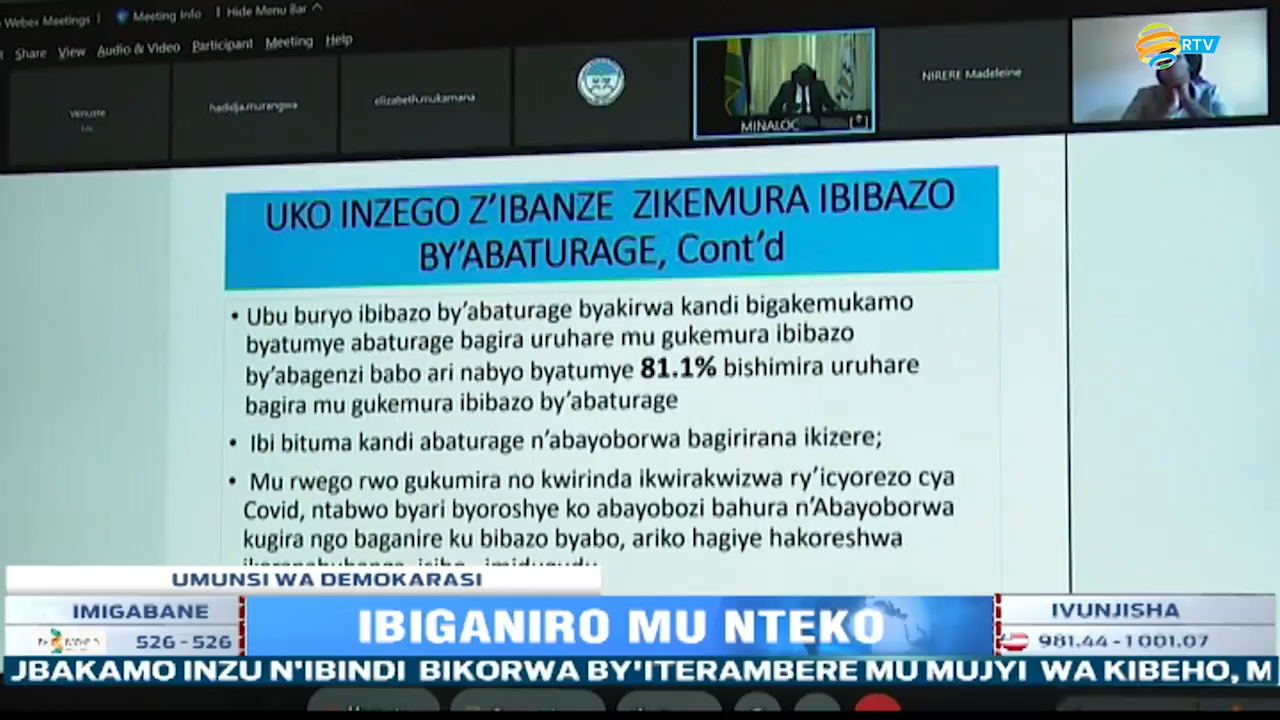 Webex Meetings | Meeting Info | Hide Menu Bar ^
Share View Audio & Video Participant Meeting Help
RTV
Venuste
hadidja.murangwa
elizabeth.mukamana
MINALOC
NIRERE Madeleine
UKO INZEGO Z'IBANZE ZIKEMURA IBIBAZO
BY'ABATURAGE, Cont'd
• Ubu buryo ibibazo by'abaturage byakirwa kandi bigakemukamo
byatumye abaturage bagira uruhare mu gukemura ibibazo
by'abagenzi babo ari nabyo byatumye 81.1% bishimira uruhare
bagira mu gukemura ibibazo by'abaturage
• Ibi bituma kandi abaturage n'abayoborwa bagirirana ikizere;
• Mu rwego rwo gukumira no kwirinda ikwirakwizwa ry'icyorezo cya
Covid, ntabwo byari byoroshye ko abayobozi bahura n'Abayoborwa
kugira ngo baganire ku bibazo byabo, ariko hagiye hakoreshwa
UMUNSI WA DEMOKARASI
IMIGABANE
526 - 526
IBIGANIRO MU NTEKO
IVUNJISHA
981.44 - 1001.07
JBAKAMO INZU N'IBINDI BIKORWA BY'ITERAMBERE MU MUJYI WA KIBEHO, M